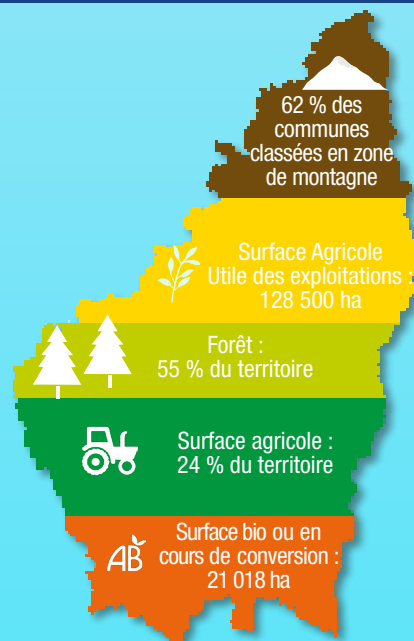 62 % des
communes
classées en zone
de montagne
Surface Agricole
Utile des exploitations :
128 500 ha
Forêt :
55 % du territoire
Surface agricole :
24 % du territoire
AB
Surface bio ou en
cours de conversion :
21 018 ha